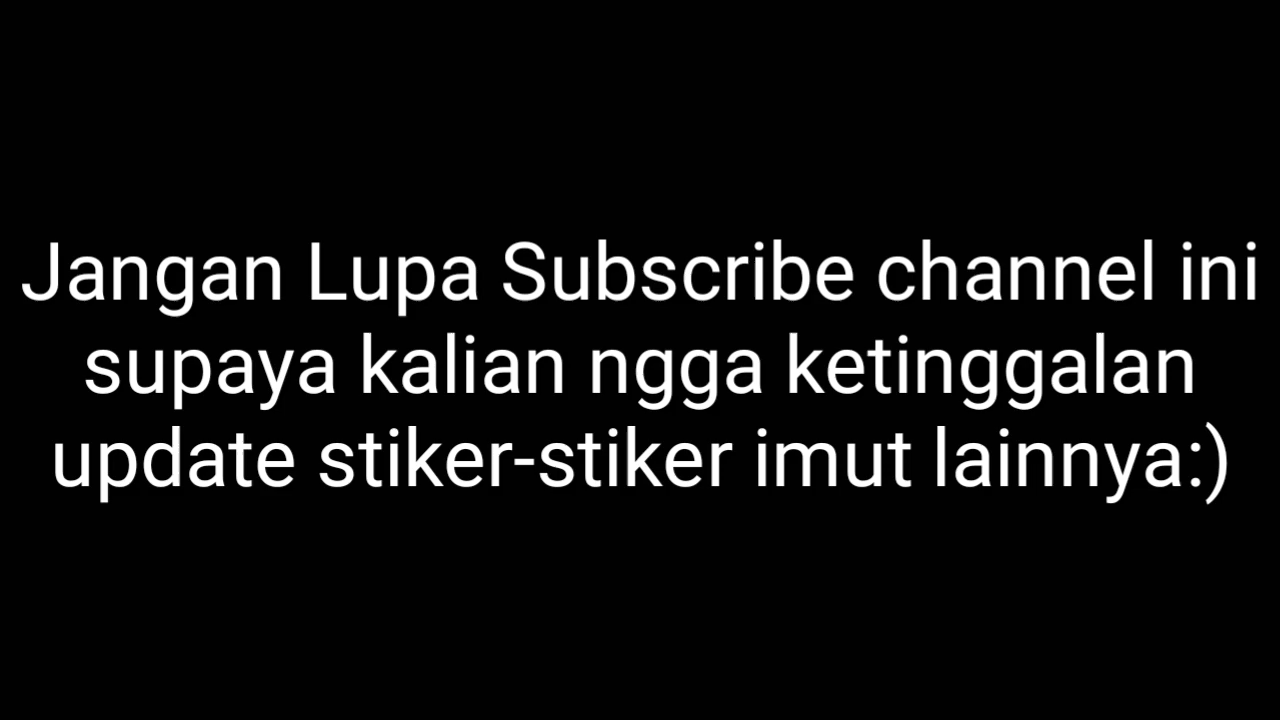 Jangan Lupa Subscribe channel ini
supaya kalian ngga ketinggalan
update stiker-stiker imut lainnya:)